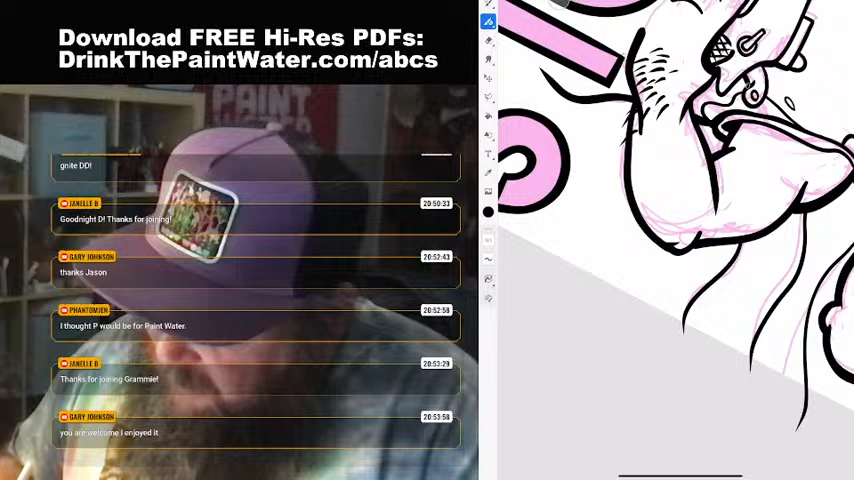 Download FREE Hi-Res PDFs:
DrinkThePaintWater.com/abcs
PAINT
WATER
gnite DD!
JANELLE B
20:50:33
Goodnight D! Thanks for joining!
GARY JOHNSON
20:52:43
thanks Jason
PHANTOMJEN
20:52:58
I thought P would be for Paint Water.
JANELLE B
20:53:29
Thanks for joining Grammie!
GARY JOHNSON
20:53:58
you are welcome I enjoyed it